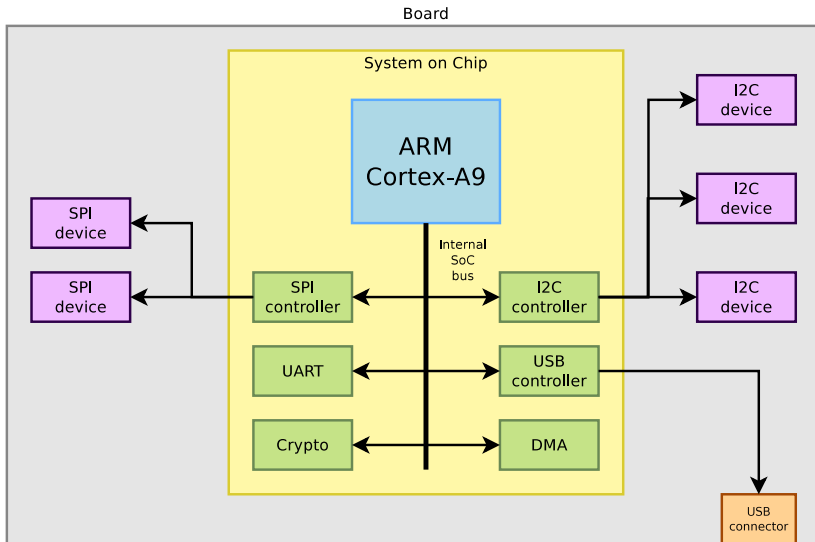 Board
System on Chip
ARM
Cortex-A9
I2C
device
I2C
device
SPI
device
Internal
SoC
bus
SPI
device
SPI
controller
I2C
controller
I2C
device
UART
USB
controller
Crypto
DMA
USB
connector